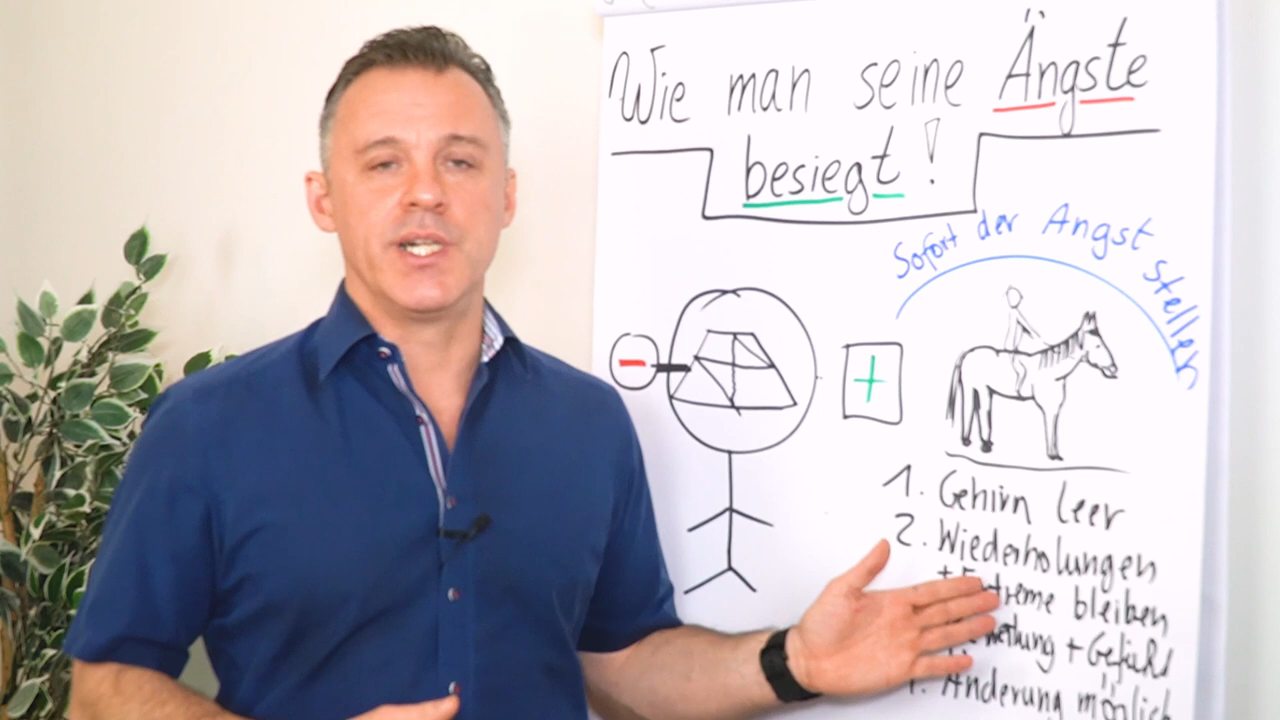 Wie man seine Ängste
besiegt!
Sofort der Angst stellen
-
+
1. Gehirn leer
2. Wiederholungen
+ Extreme bleiben
+ Gefühl
Änderung möglich